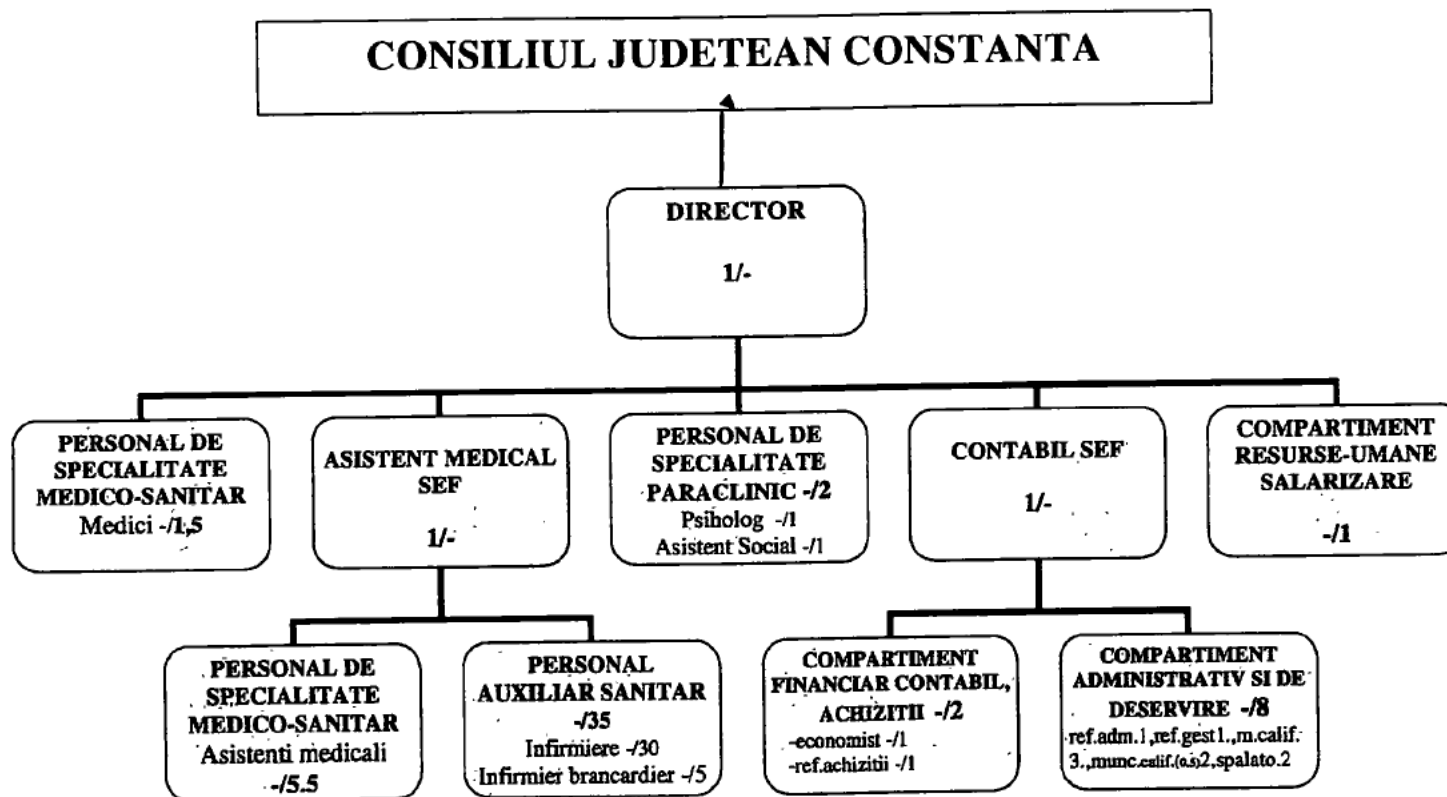 CONSILIUL JUDETEAN CONSTANTA
DIRECTOR
1/-
PERSONAL DE
SPECIALITATE
MEDICO-SANITAR
Medici -/1,5
ASISTENT MEDICAL
SEF
1/-
PERSONAL DE
SPECIALITATE
PARACLINIC -/2
Psiholog -/1
Asistent Social -/1
CONTABIL SEF
1/-
COMPARTIMENT
RESURSE-UMANE
SALARIZARE
-/1
PERSONAL DE
SPECIALITATE
MEDICO-SANITAR
Asistenti medicali
-/5.5
PERSONAL
AUXILIAR SANITAR
-/35
Infirmiere -/30
Infirmier brancardier -/5
COMPARTIMENT
FINANCIAR CONTABIL,
ACHIZITII -/2
-economist -/1
-ref.achizitii -/1
COMPARTIMENT
ADMINISTRATIV SI DE
DESERVIRE -/8
ref.adm.1,ref.gest1.,m.calif.
3.,munc.calif.(o.s)2,spalato.2